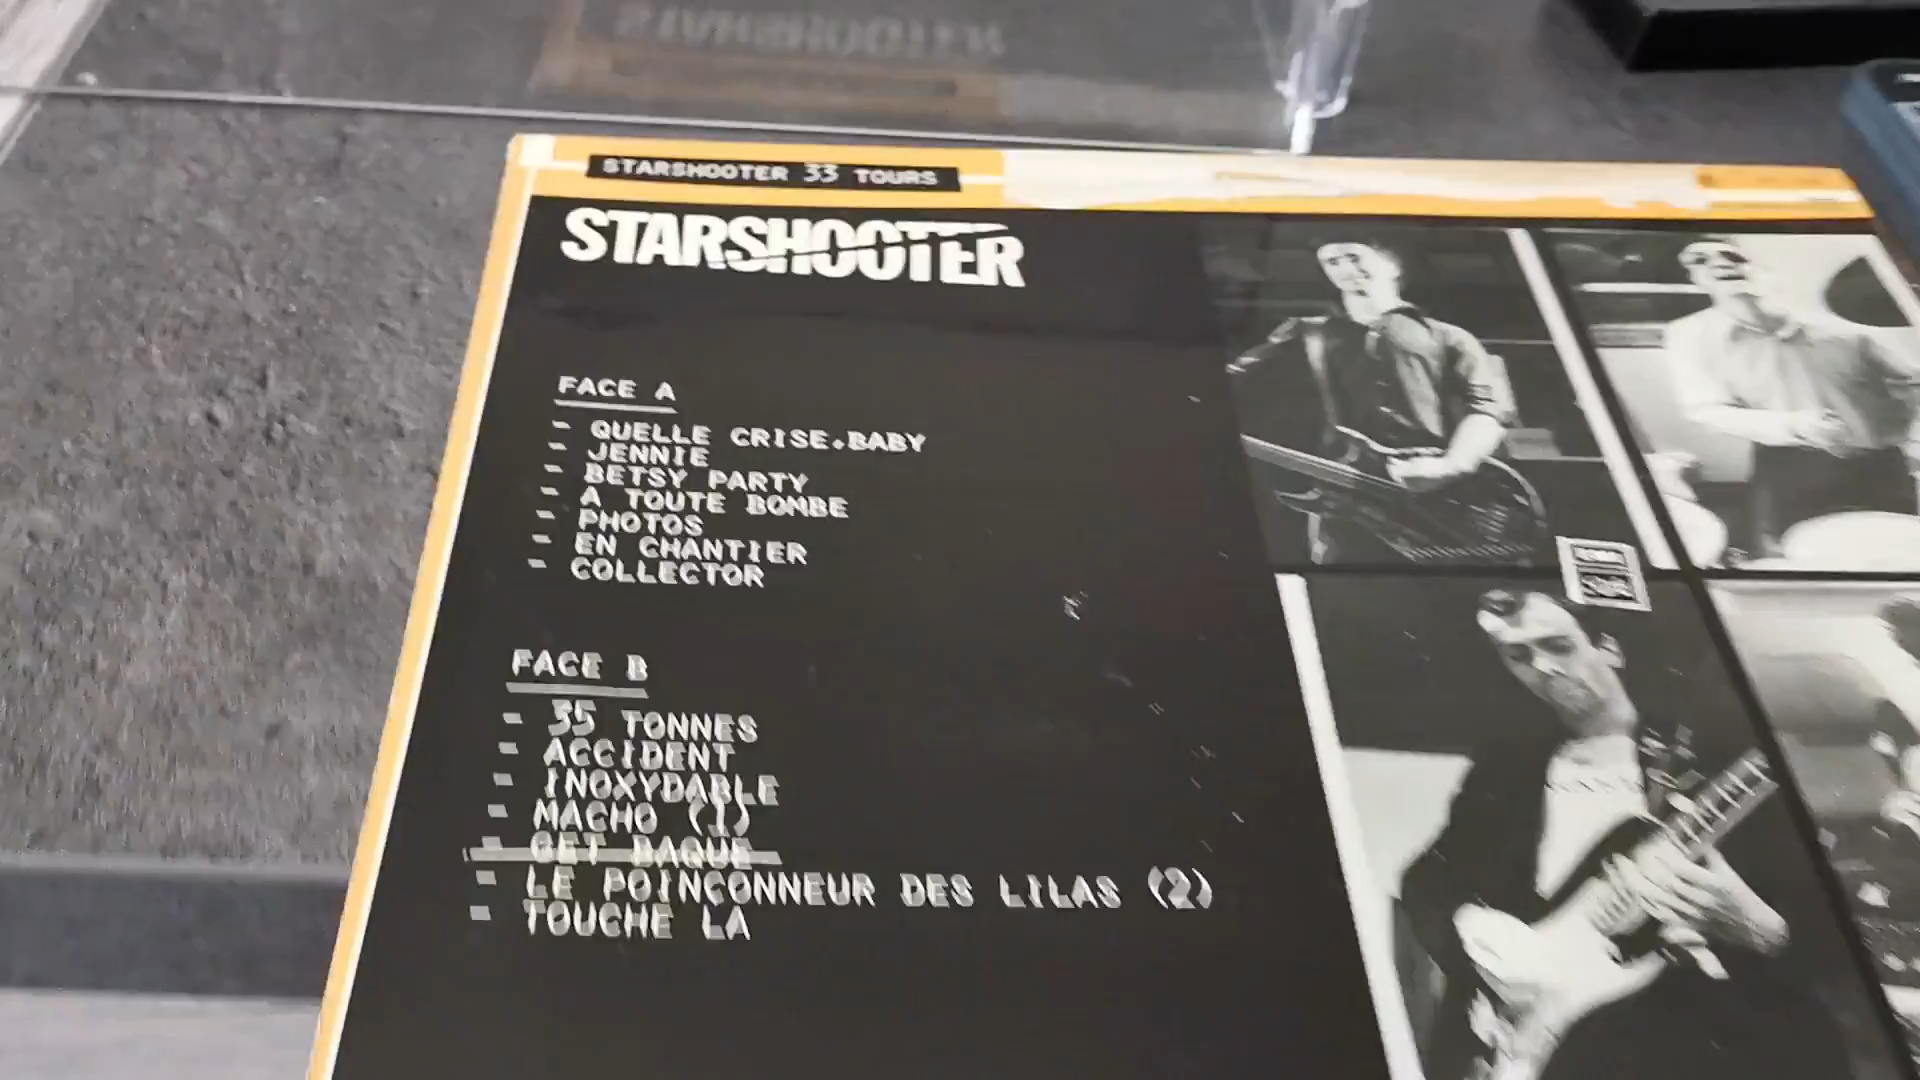 STARSHOOTER 33 TOURS
STARSHOOTER
FACE A
- QUELLE CRISE.BABY
- JENNIE
- BETSY PARTY
- A TOUTE BOMBE
- PHOTOS
- EN CHANTIER
- COLLECTOR
FACE B
- 35 TONNES
- ACCIDENT
- INOXYDABLE
- MACHO (1)
- GET BAQUE
- LE POINÇONNEUR DES LILAS (2)
- TOUCHE LA